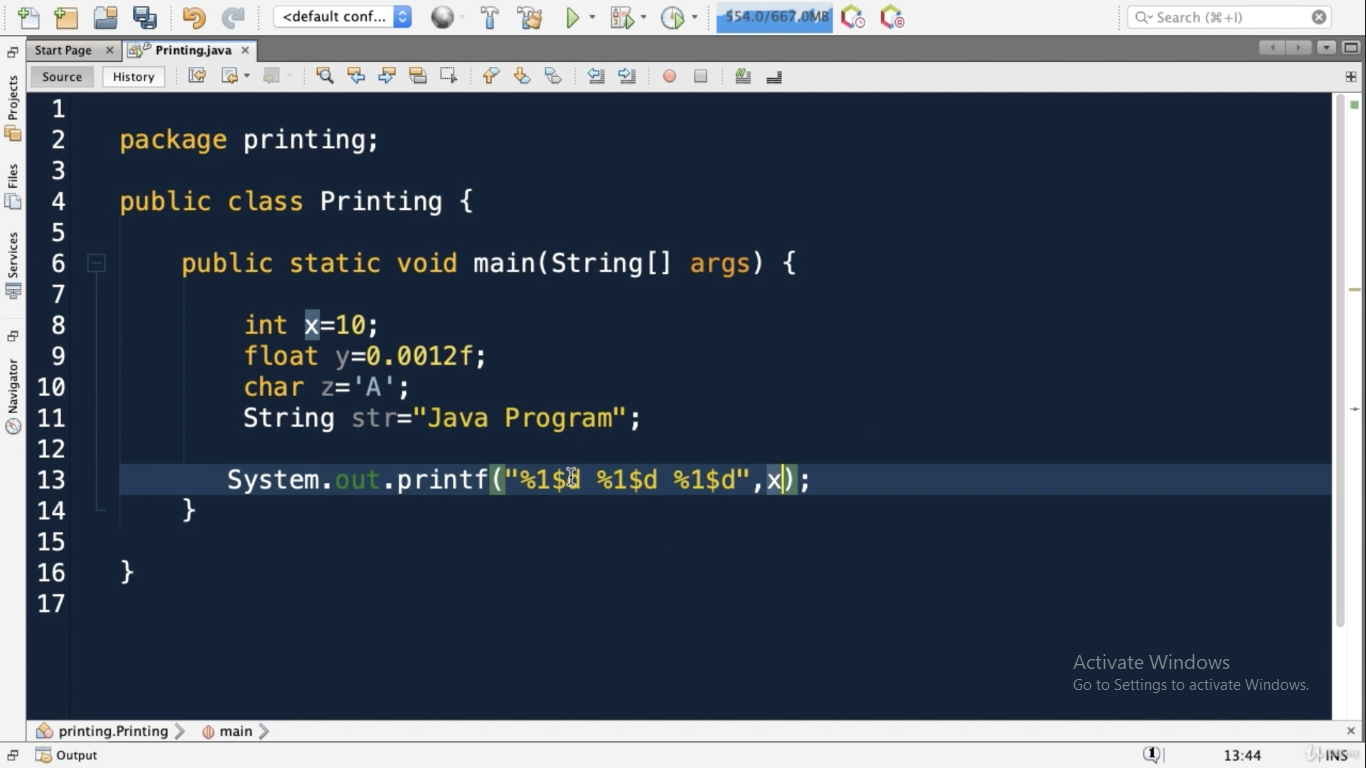 <default conf...
554.0/667.0MB
Search (⌘+I)
Start Page
Printing.java
Source
History
Projects
Files
Services
Navigator
1
2 package printing;
3
4 public class Printing {
5
6 public static void main(String[] args) {
7
8 int x=10;
9 float y=0.0012f;
10 char z='A';
11 String str="Java Program";
12
13 System.out.printf("%1$d %1$d %1$d",x);
14 }
15
16 }
17
Activate Windows
Go to Settings to activate Windows.
printing.Printing
main
Output
1
13:44
INS